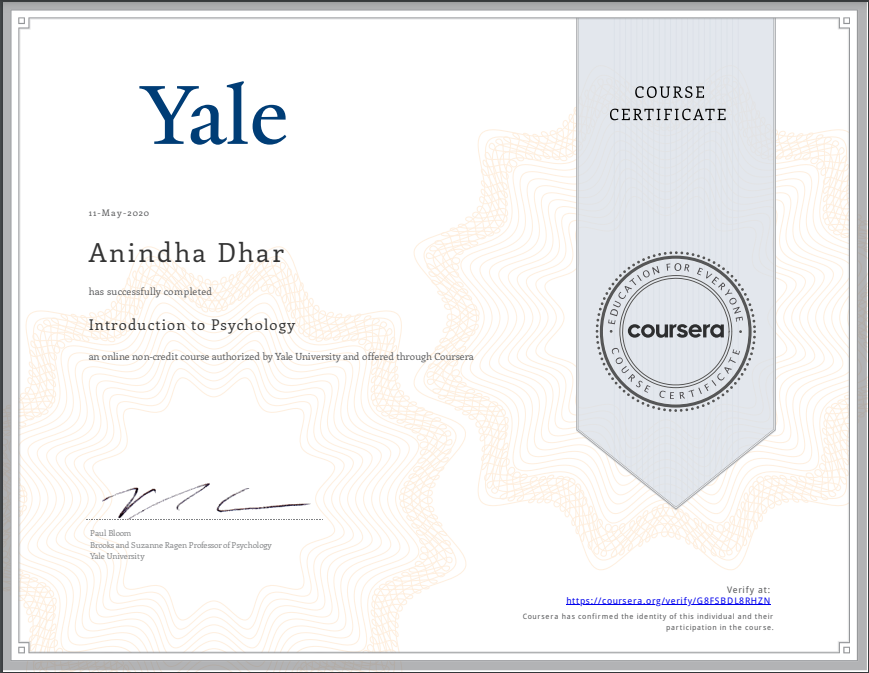 Yale
COURSE
CERTIFICATE
11-May-2020
Anindha Dhar
has successfully completed
Introduction to Psychology
an online non-credit course authorized by Yale University and offered through Coursera
EDUCATION FOR EVERYONE
coursera
COURSE CERTIFICATE
Paul Bloom
Brooks and Suzanne Ragen Professor of Psychology
Yale University
Verify at:
https://coursera.org/verify/G8FSBDL8RHZN
Coursera has confirmed the identity of this individual and their
participation in the course.